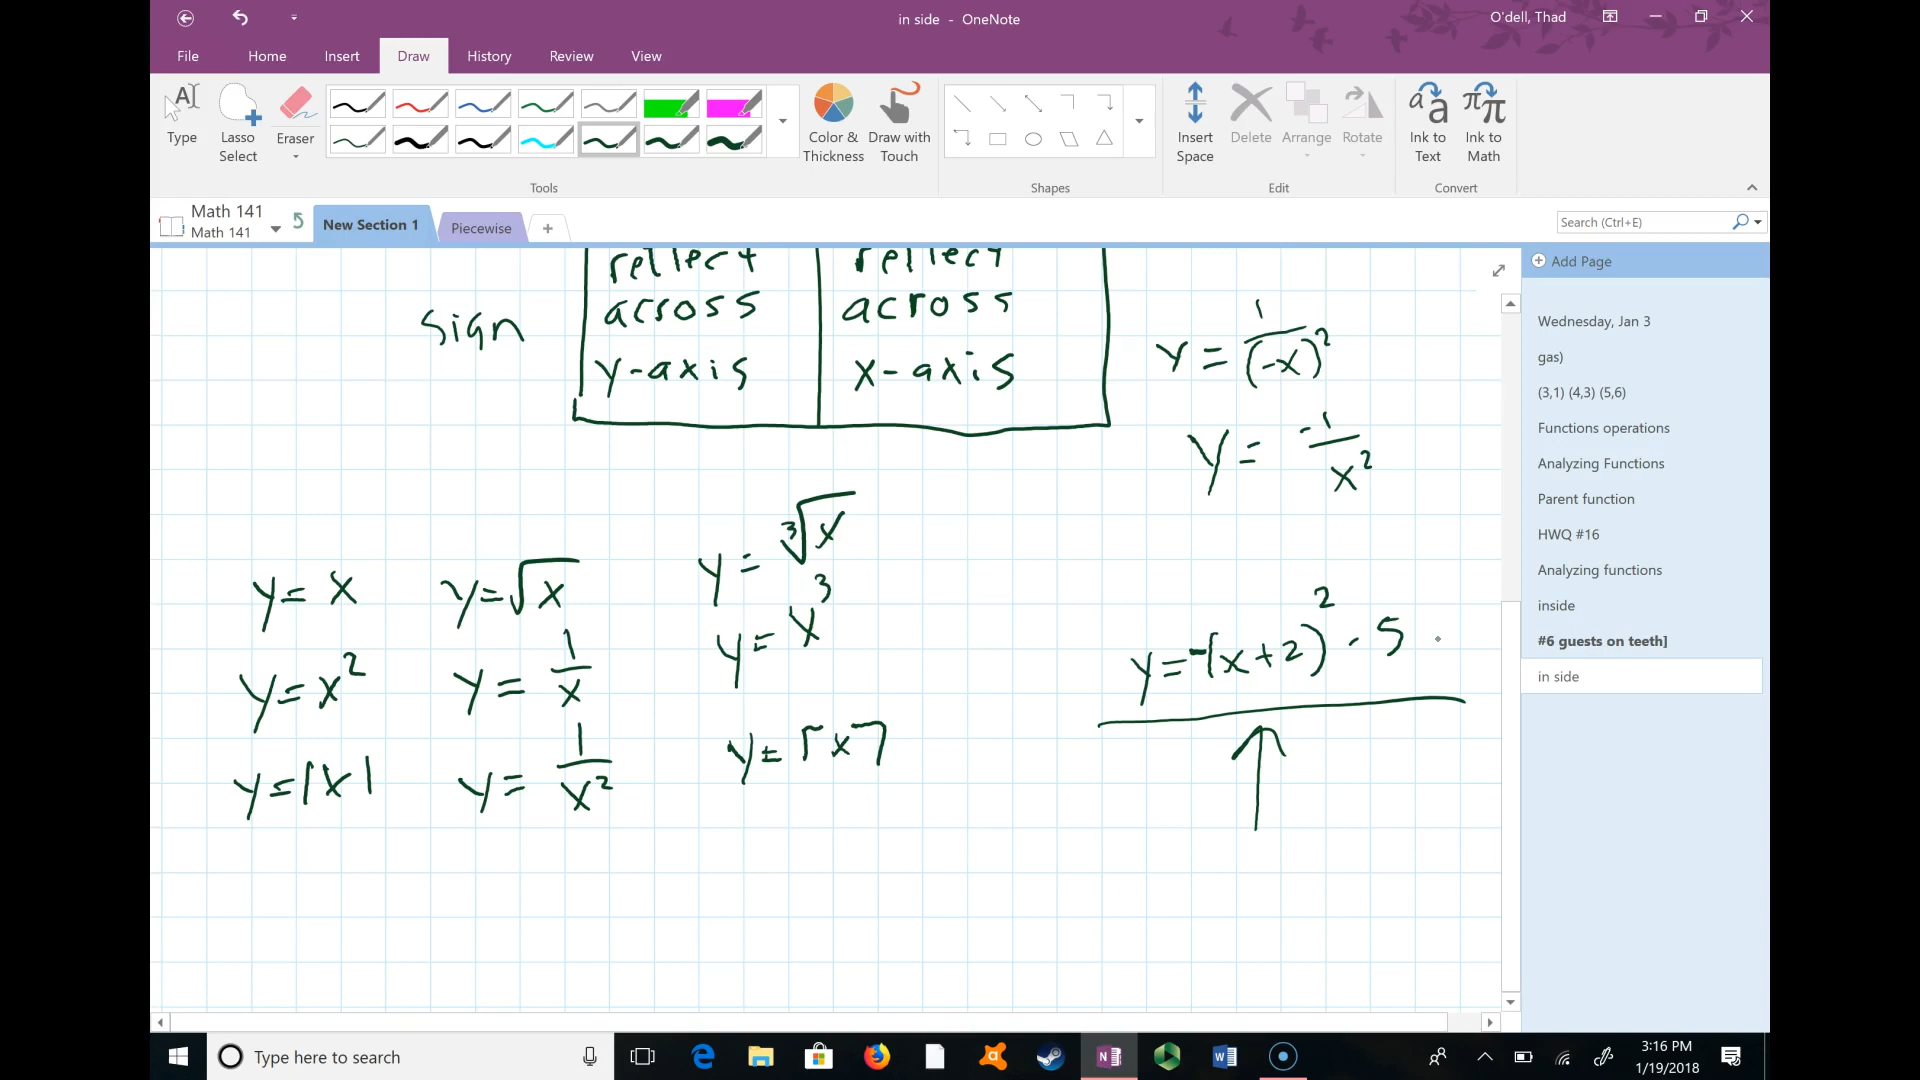 in side - OneNote
O'dell, Thad
File Home Insert Draw History Review View
Type
Lasso Select
Eraser
Color & Thickness
Draw with Touch
Insert Space
Delete
Arrange
Rotate
Ink to Text
Ink to Math
Tools
Shapes
Edit
Convert
Math 141
Math 141
New Section 1
Piecewise
Search (Ctrl+E)
reflect reflect
sign
across across
y-axis x-axis
y = 1/(-x)²
y = -1/x²
y = ∛x
y = x
y = √x
y = x³
y = x²
y = 1/x
y = ⌈x⌉
y = |x|
y = 1/x²
y = -(x+2)² - 5
Add Page
Wednesday, Jan 3
gas)
(3,1) (4,3) (5,6)
Functions operations
Analyzing Functions
Parent function
HWQ #16
Analyzing functions
inside
#6 guests on teeth]
in side
Type here to search
3:16 PM
1/19/2018